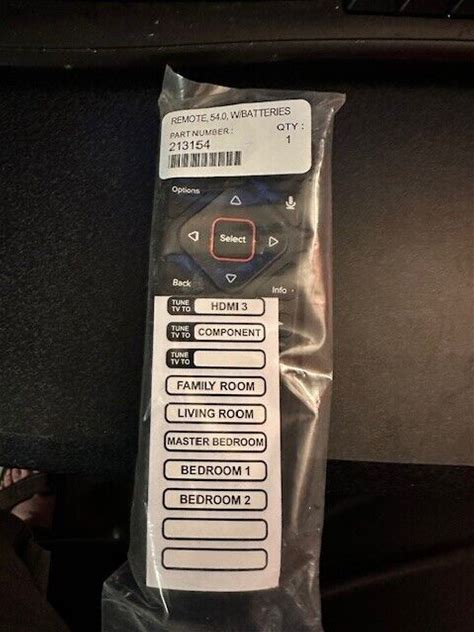 REMOTE, 54.0, W/BATTERIES
PART NUMBER : QTY :
213154 1
Options
Select
Back
Info
TUNE TV TO HDMI 3
TUNE TV TO COMPONENT
TUNE TV TO
FAMILY ROOM
LIVING ROOM
MASTER BEDROOM
BEDROOM 1
BEDROOM 2